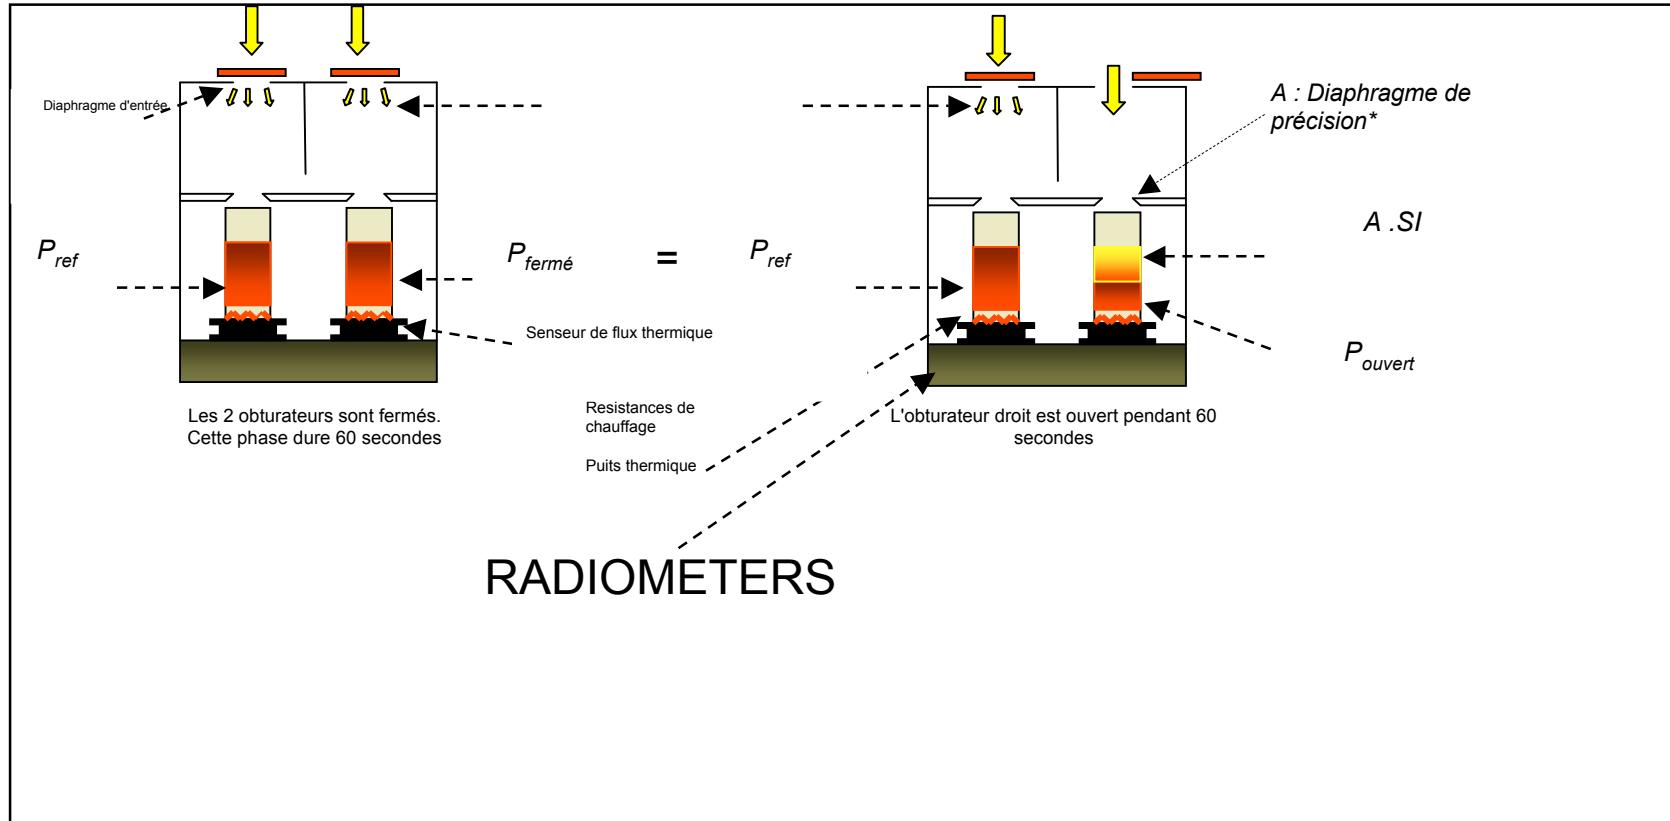 Diaphragme d'entrée
A : Diaphragme de
précision*
P ref
P fermé
=
P ref
A .SI
Senseur de flux thermique
P ouvert
Les 2 obturateurs sont fermés.
Cette phase dure 60 secondes
Resistances de
chauffage
Puits thermique
L'obturateur droit est ouvert pendant 60
secondes
RADIOMETERS